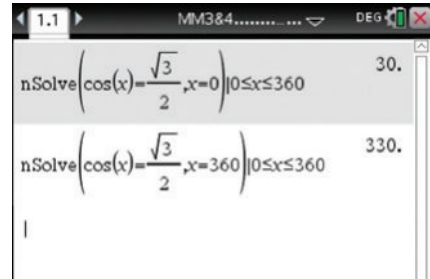 1.1 MM3&4......... ... DEG
nSolve(cos(x)=√3/2,x=0)|0≤x≤360 30.
nSolve(cos(x)=√3/2,x=360)|0≤x≤360 330.